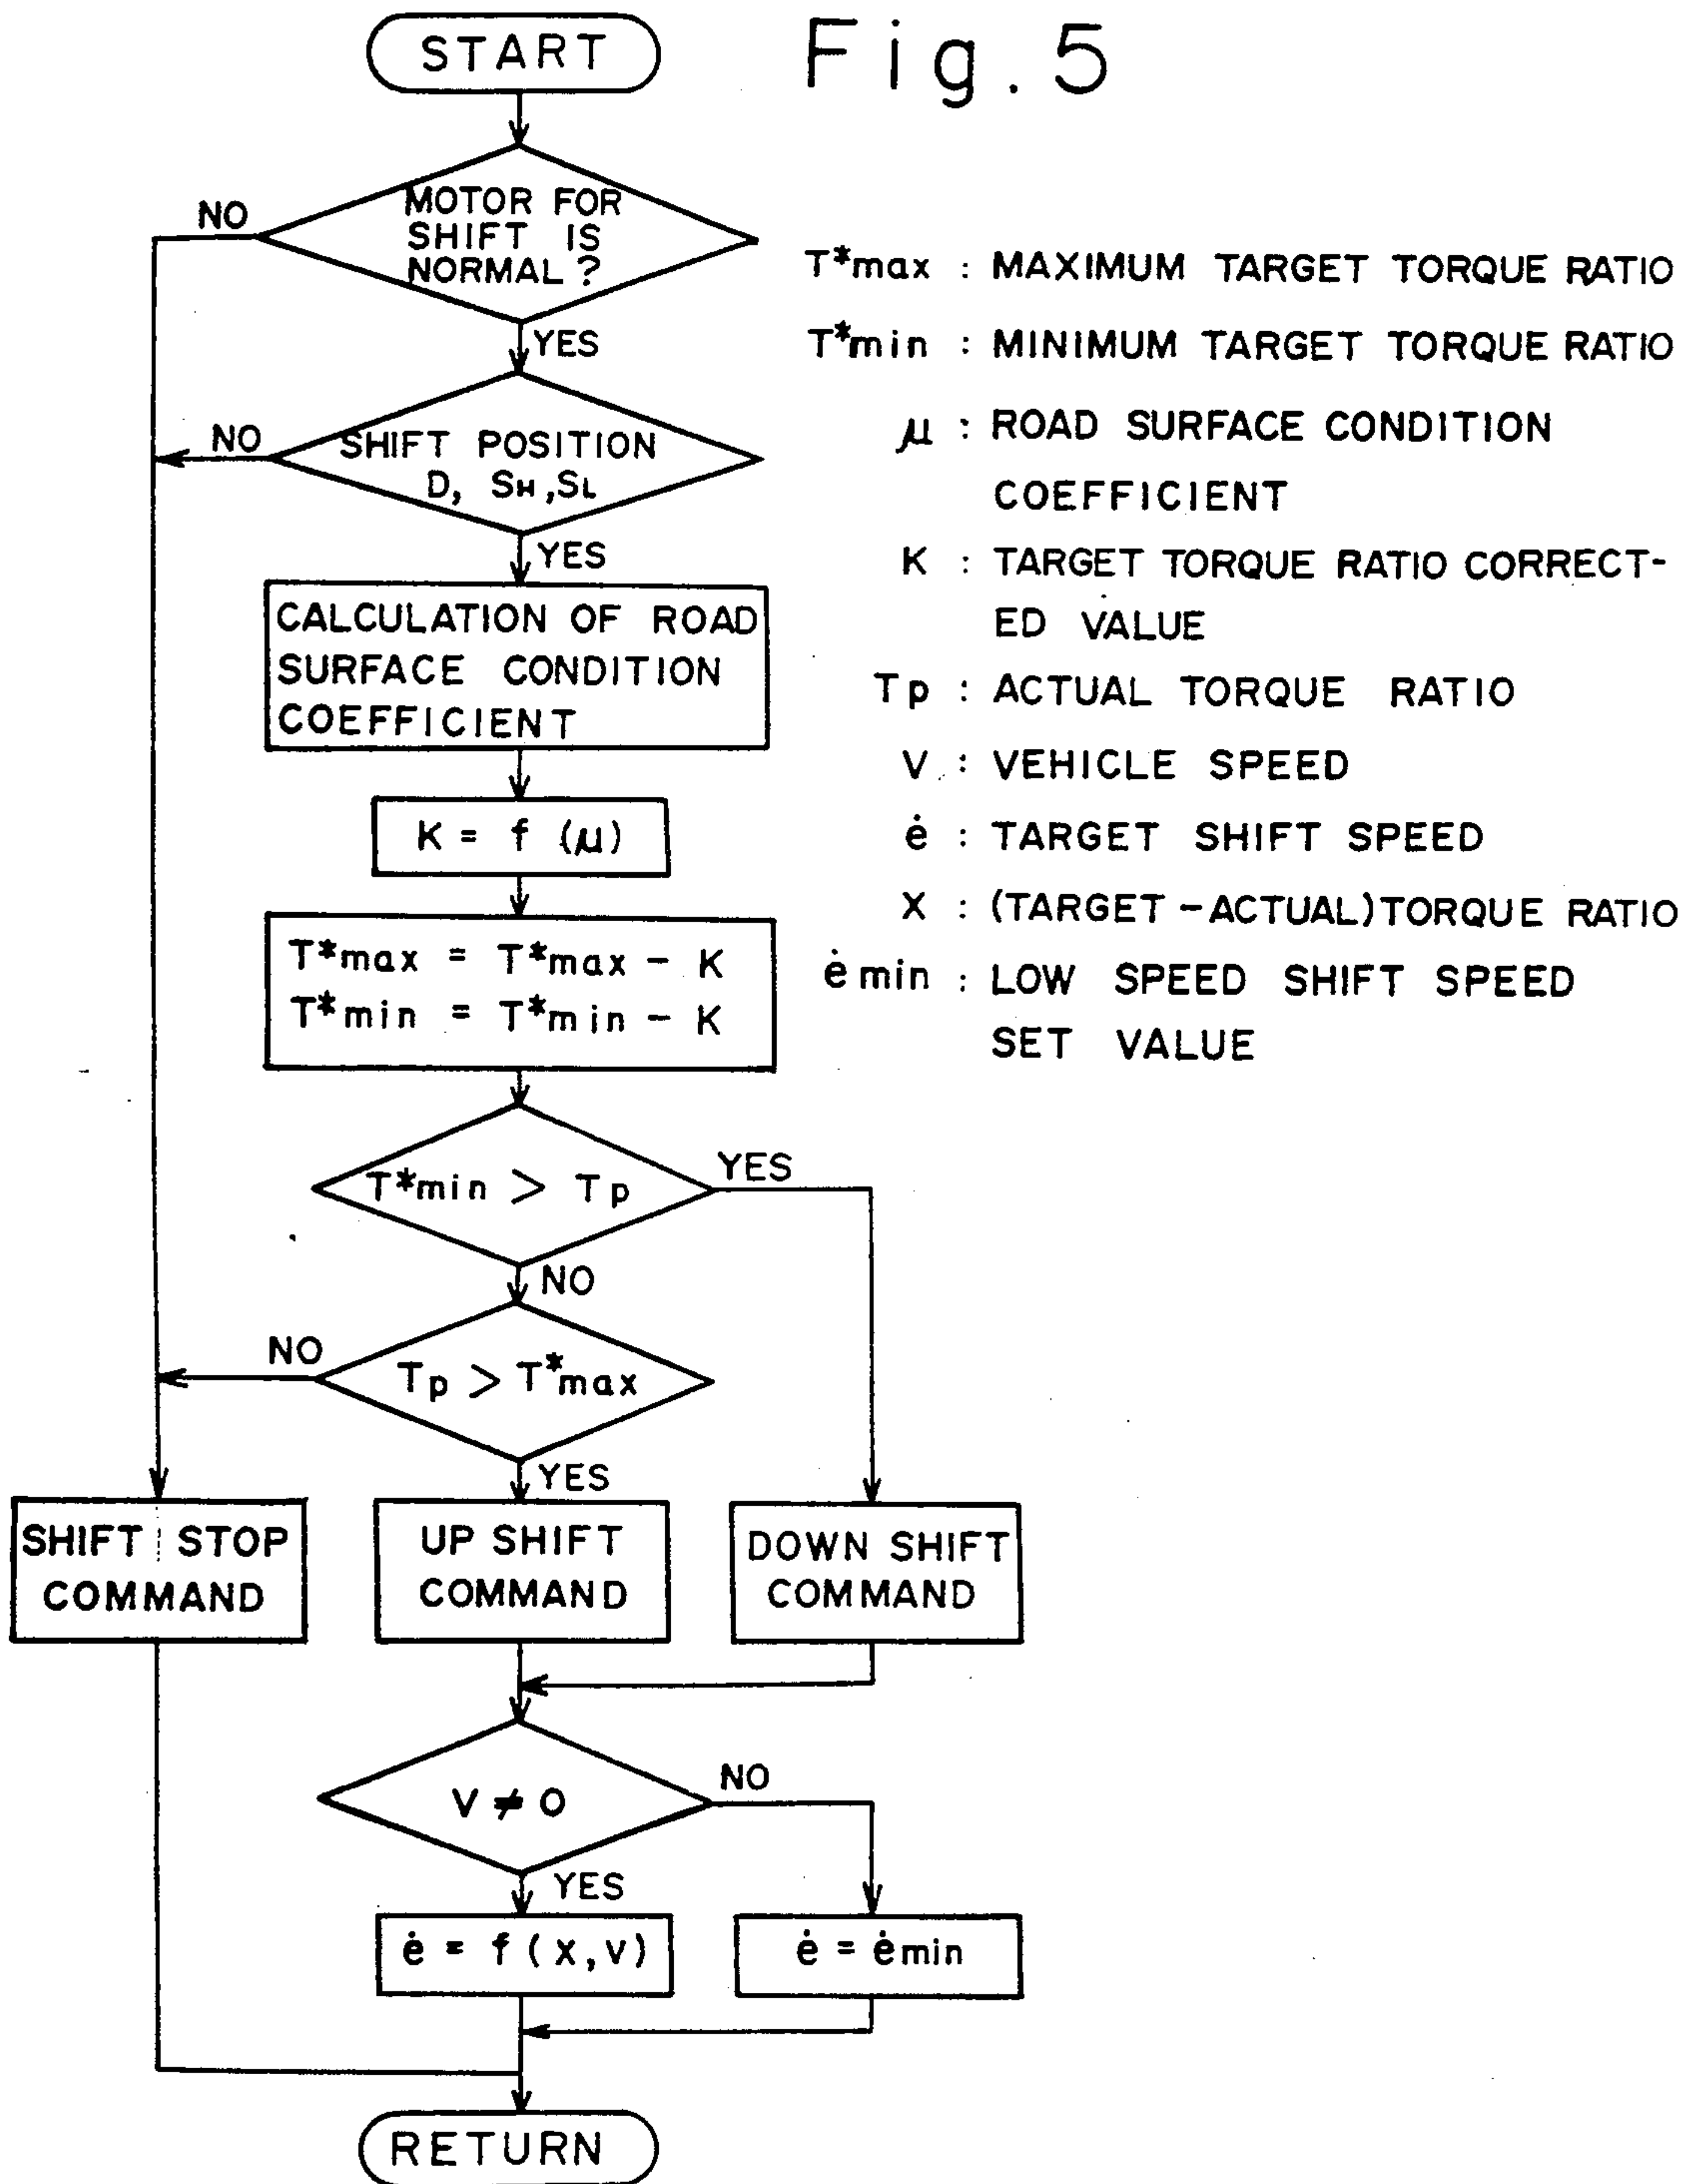 Fig. 5
START
MOTOR FOR
SHIFT IS
NORMAL?
NO
YES
SHIFT POSITION
D, SH, SL
NO
YES
CALCULATION OF ROAD
SURFACE CONDITION
COEFFICIENT
K = f (μ)
T*max = T*max - K
T*min = T*min - K
T*min > Tp
YES
NO
Tp > T*max
NO
YES
SHIFT STOP
COMMAND
UP SHIFT
COMMAND
DOWN SHIFT
COMMAND
V ≠ 0
NO
YES
ė = f (x, v)
ė = ė min
RETURN
T*max : MAXIMUM TARGET TORQUE RATIO
T*min : MINIMUM TARGET TORQUE RATIO
μ : ROAD SURFACE CONDITION
COEFFICIENT
K : TARGET TORQUE RATIO CORRECT-
ED VALUE
Tp : ACTUAL TORQUE RATIO
V : VEHICLE SPEED
ė : TARGET SHIFT SPEED
X : (TARGET - ACTUAL) TORQUE RATIO
ė min : LOW SPEED SHIFT SPEED
SET VALUE